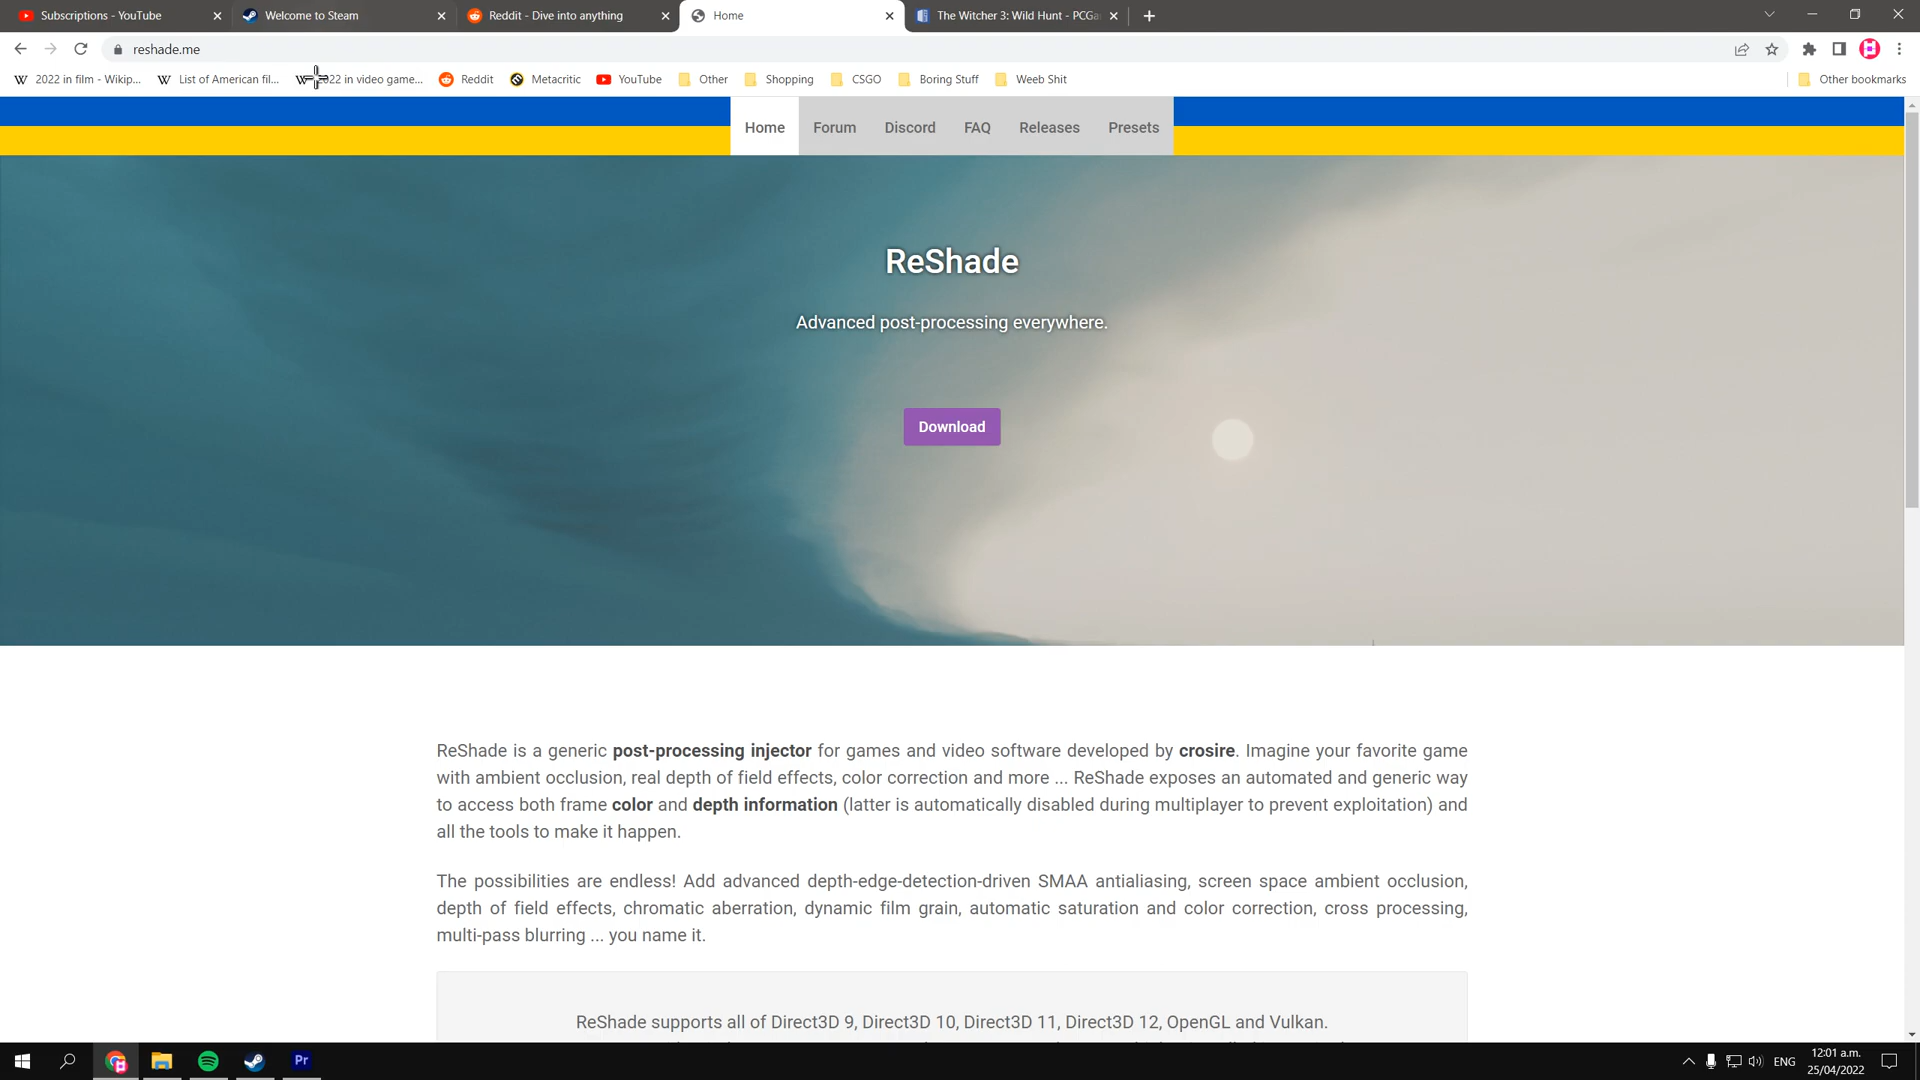 Subscriptions - YouTube
Welcome to Steam
Reddit - Dive into anything
Home
The Witcher 3: Wild Hunt - PCGa
reshade.me
2022 in film - Wikip...
List of American fil...
2022 in video game...
Reddit
Metacritic
YouTube
Other
Shopping
CSGO
Boring Stuff
Weeb Shit
Other bookmarks
Home
Forum
Discord
FAQ
Releases
Presets
ReShade
Advanced post-processing everywhere.
Download
ReShade is a generic post-processing injector for games and video software developed by crosire. Imagine your favorite game
with ambient occlusion, real depth of field effects, color correction and more ... ReShade exposes an automated and generic way
to access both frame color and depth information (latter is automatically disabled during multiplayer to prevent exploitation) and
all the tools to make it happen.
The possibilities are endless! Add advanced depth-edge-detection-driven SMAA antialiasing, screen space ambient occlusion,
depth of field effects, chromatic aberration, dynamic film grain, automatic saturation and color correction, cross processing,
multi-pass blurring ... you name it.
ReShade supports all of Direct3D 9, Direct3D 10, Direct3D 11, Direct3D 12, OpenGL and Vulkan.
Pr
ENG
12:01 a.m.
25/04/2022